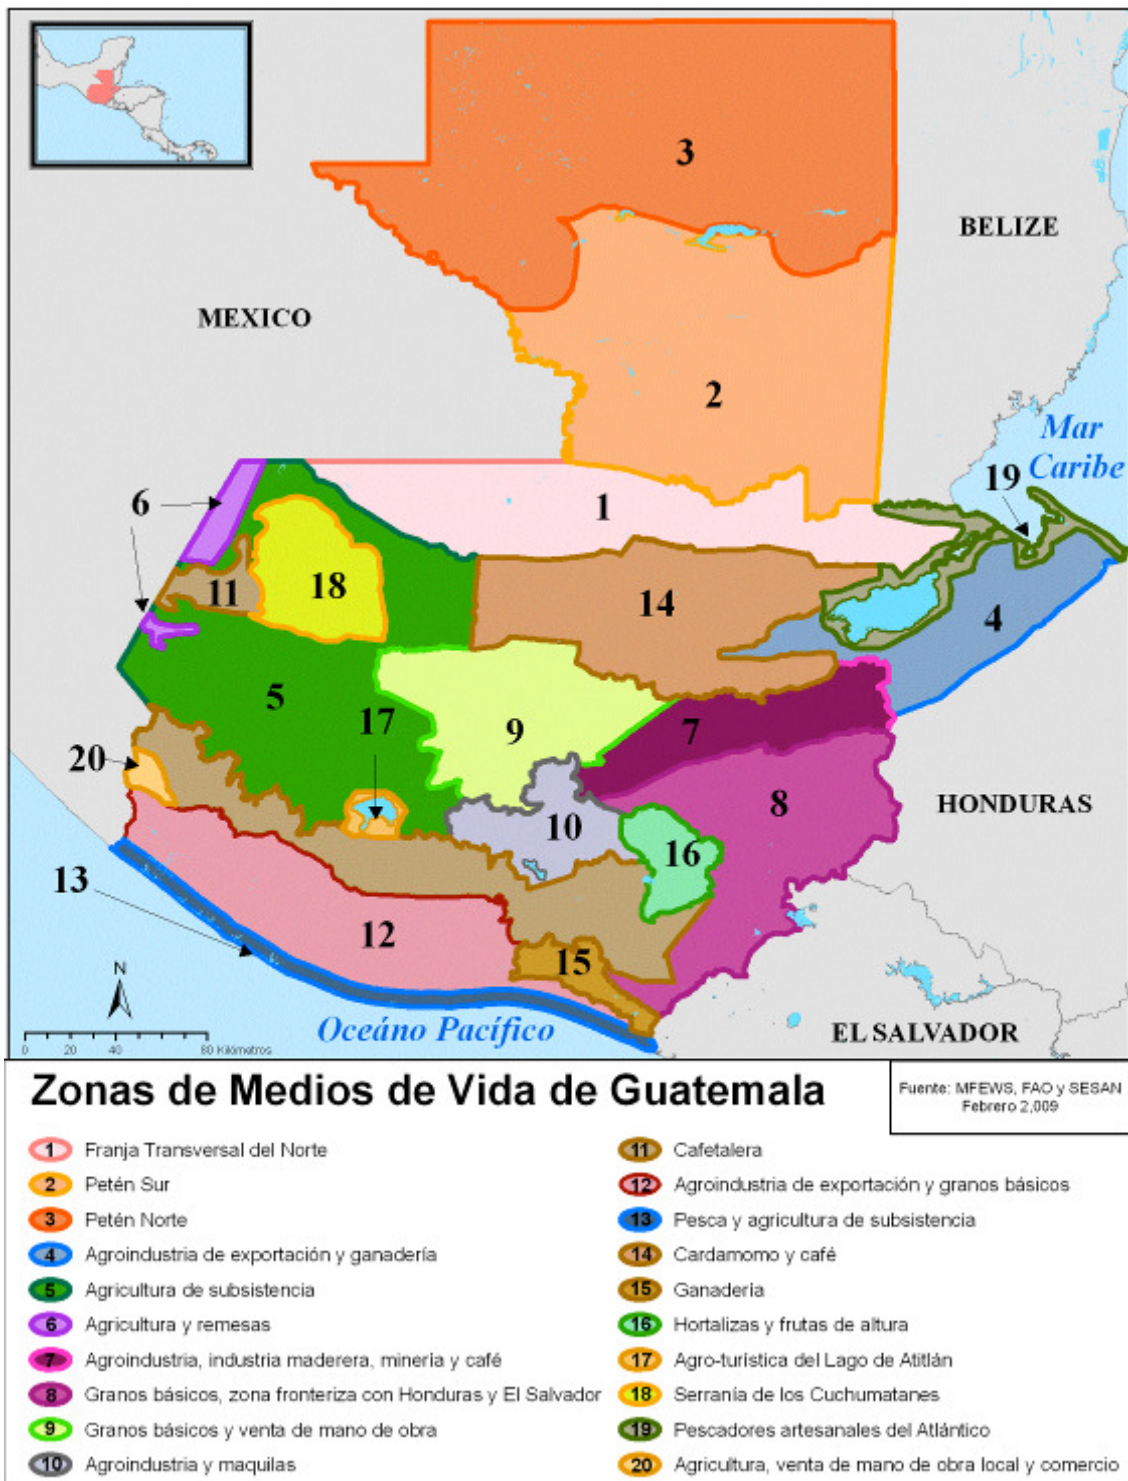 3
BELIZE
MEXICO
2
Mar
Caribe
19
6
1
11
18
14
4
5
17
9
7
20
8
HONDURAS
10
16
13
12
15
N
Oceáno Pacífico
EL SALVADOR
0 20 40 80 Kilómetros
Zonas de Medios de Vida de Guatemala
Fuente: MFEWS, FAO y SESAN
Febrero 2,009
1 Franja Transversal del Norte
2 Petén Sur
3 Petén Norte
4 Agroindustria de exportación y ganadería
5 Agricultura de subsistencia
6 Agricultura y remesas
7 Agroindustria, industria maderera, minería y café
8 Granos básicos, zona fronteriza con Honduras y El Salvador
9 Granos básicos y venta de mano de obra
10 Agroindustria y maquilas
11 Cafetalera
12 Agroindustria de exportación y granos básicos
13 Pesca y agricultura de subsistencia
14 Cardamomo y café
15 Ganadería
16 Hortalizas y frutas de altura
17 Agro-turística del Lago de Atitlán
18 Serranía de los Cuchumatanes
19 Pescadores artesanales del Atlántico
20 Agricultura, venta de mano de obra local y comercio